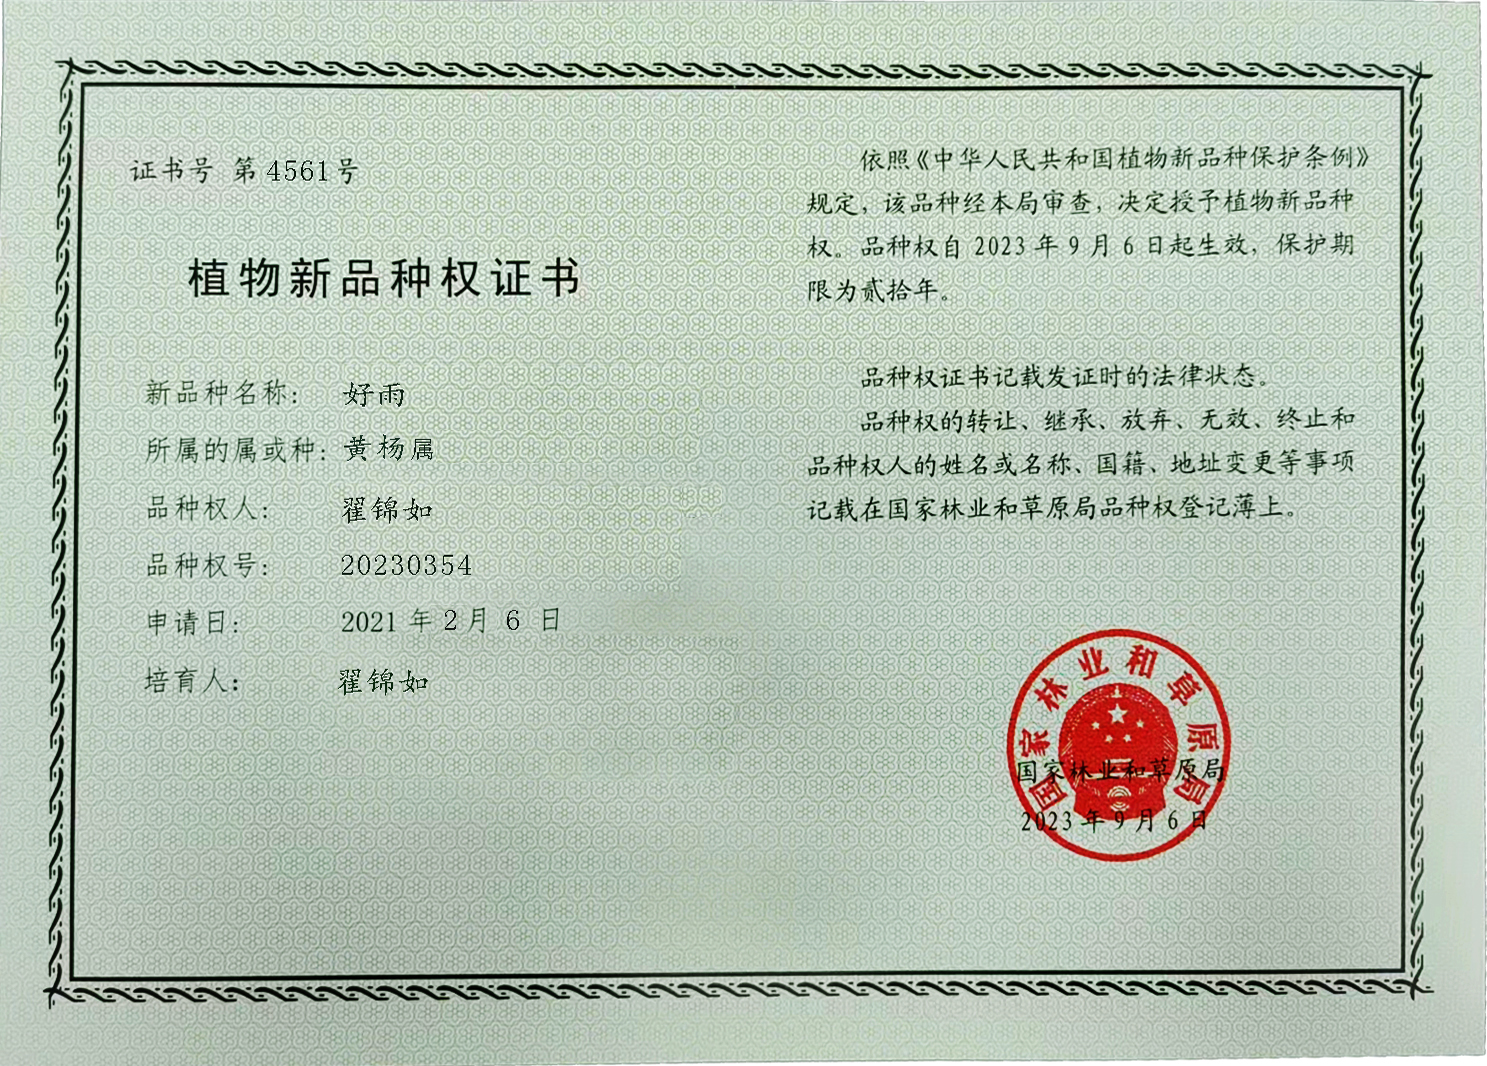 证书号 第4561号
植物新品种权证书
新品种名称: 好雨
所属的属或种: 黄杨属
品种权人: 翟锦如
品种权号: 20230354
申请日: 2021 年 2 月 6 日
培育人: 翟锦如
依照《中华人民共和国植物新品种保护条例》
规定，该品种经本局审查，决定授予植物新品种
权。品种权自 2023 年 9 月 6 日起生效，保护期
限为贰拾年。
品种权证书记载发证时的法律状态。
品种权的转让、继承、放弃、无效、终止和
品种权人的姓名或名称、国籍、地址变更等事项
记载在国家林业和草原局品种权登记薄上。
国家林业和草原局
国家林业和草原局
2023 年 9 月 6 日